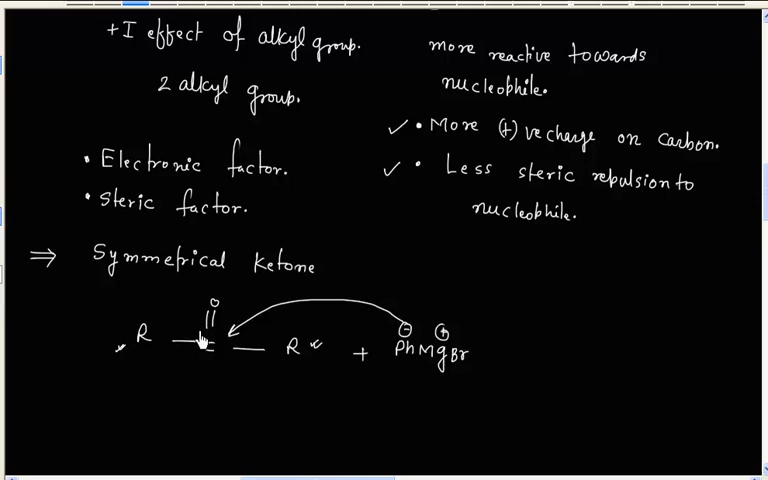 +I effect of alkyl group.
2 alkyl group.
• Electronic factor.
• Steric factor.
more reactive towards
nucleophile.
✓ • More (+) ve charge on carbon.
✓ • Less steric repulsion to
nucleophile.
⇒ Symmetrical Ketone
O
R — C — R + PhMgBr
⊖ ⊕